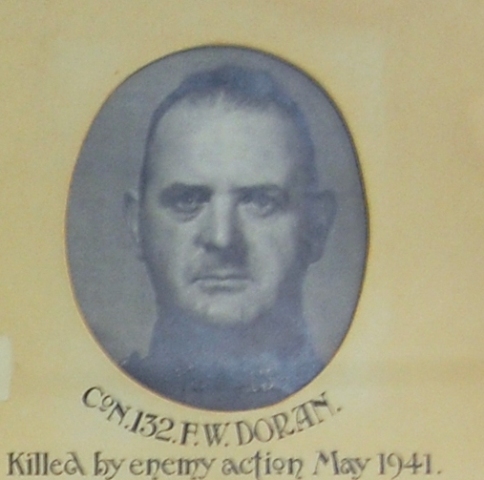 CON.132.F.W. DORAN.
Killed by enemy action May 1941.